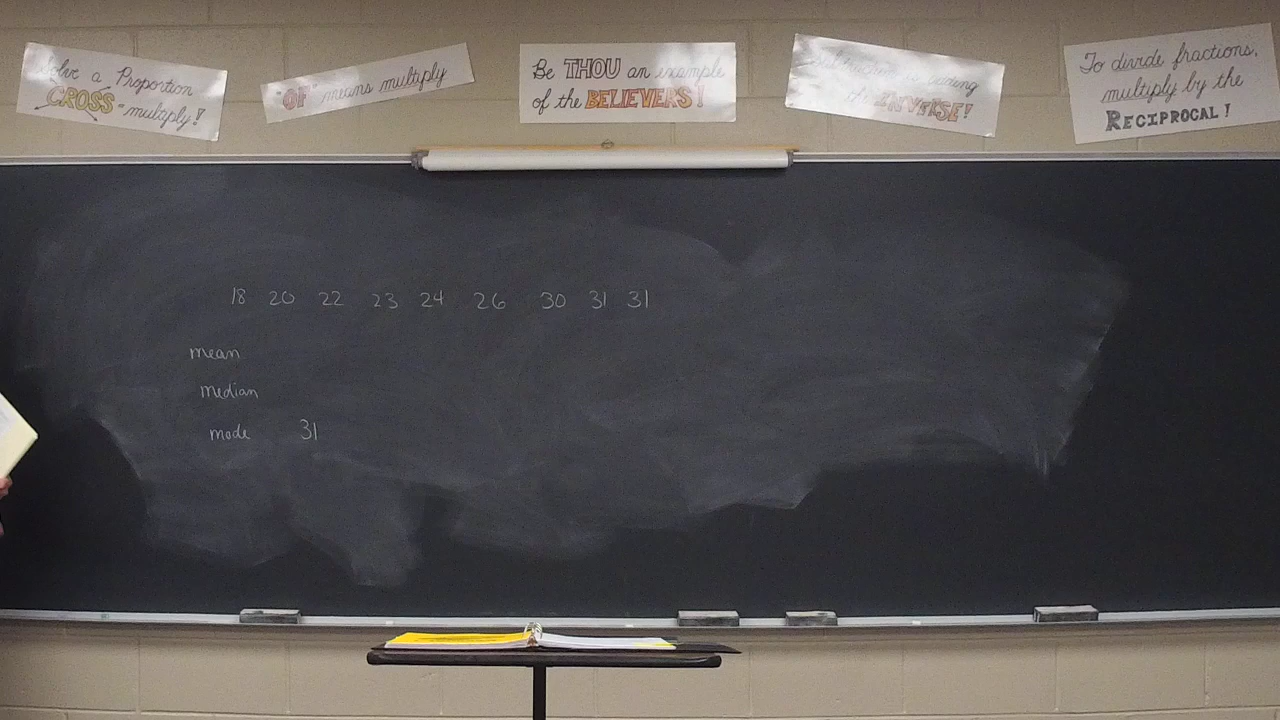 Solve a Proportion
"CROSS"-multiply!
"OF" means multiply
Be THOU an example
of the BELIEVERS!
To divide fractions,
multiply by the
RECIPROCAL!
18 20 22 23 24 26 30 31 31
mean
median
mode 31